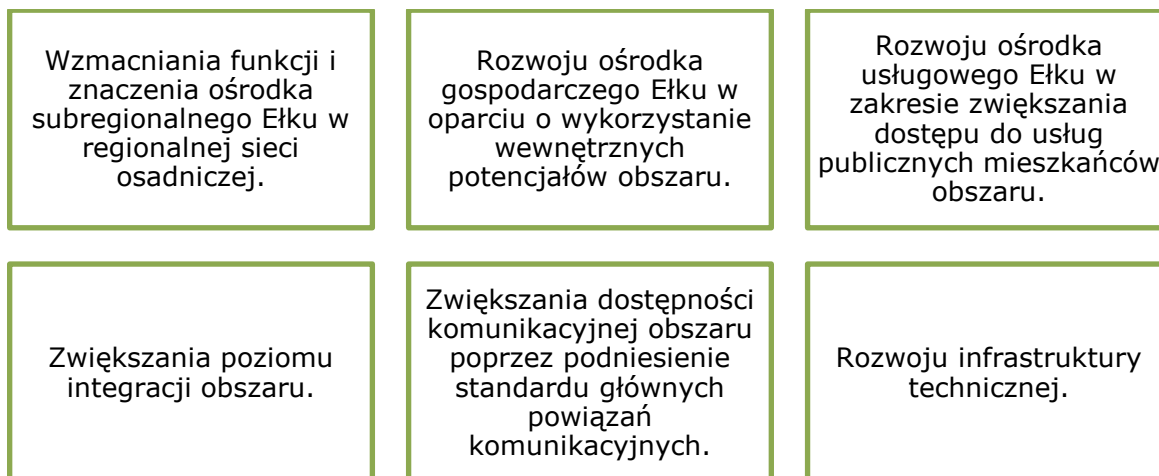 Wzmacniania funkcji i
znaczenia ośrodka
subregionalnego Ełku w
regionalnej sieci
osadniczej.
Rozwoju ośrodka
gospodarczego Ełku w
oparciu o wykorzystanie
wewnętrznych
potencjałów obszaru.
Rozwoju ośrodka
usługowego Ełku w
zakresie zwiększania
dostępu do usług
publicznych mieszkańców
obszaru.
Zwiększania poziomu
integracji obszaru.
Zwiększania dostępności
komunikacyjnej obszaru
poprzez podniesienie
standardu głównych
powiązań
komunikacyjnych.
Rozwoju infrastruktury
technicznej.